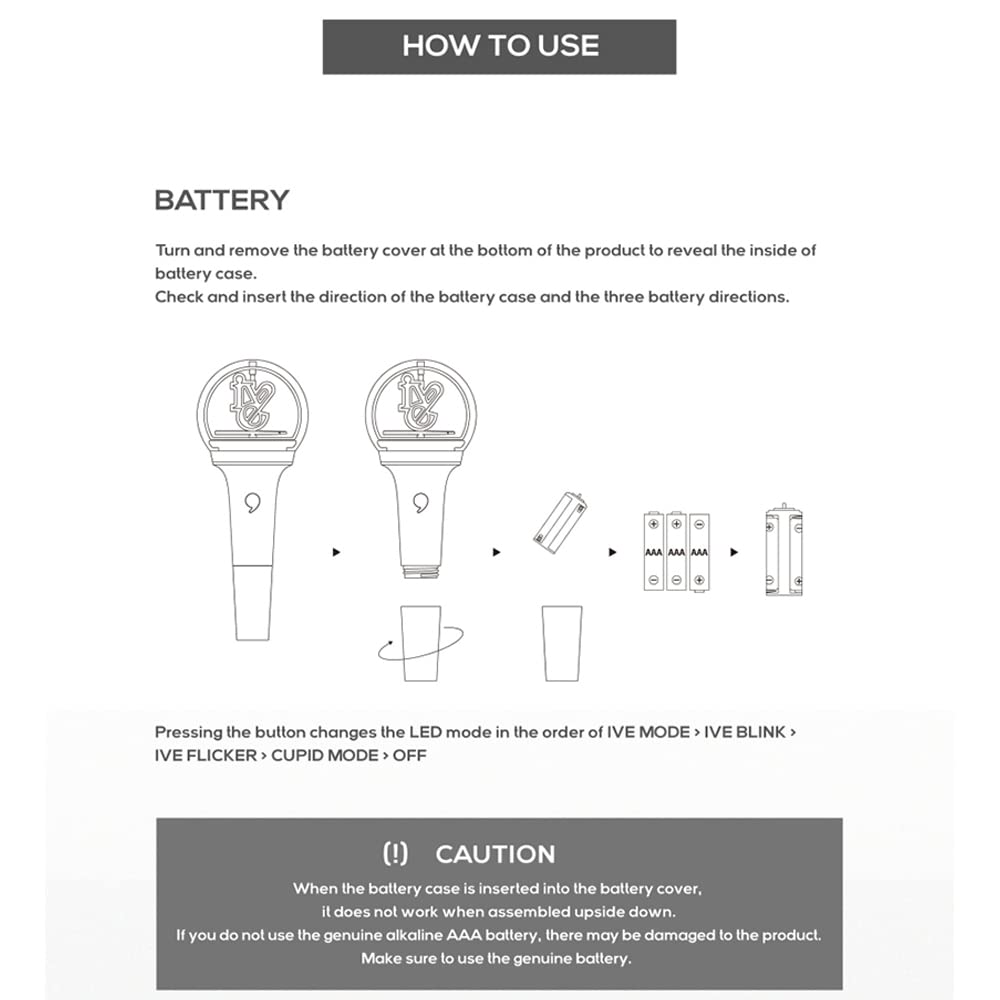 HOW TO USE
BATTERY
Turn and remove the battery cover at the bottom of the product to reveal the inside of
battery case.
Check and insert the direction of the battery case and the three battery directions.
ive
ive
AAA
AAA
AAA
Pressing the button changes the LED mode in the order of IVE MODE > IVE BLINK >
IVE FLICKER > CUPID MODE > OFF
(!) CAUTION
When the battery case is inserted into the battery cover,
it does not work when assembled upside down.
If you do not use the genuine alkaline AAA battery, there may be damaged to the product.
Make sure to use the genuine battery.